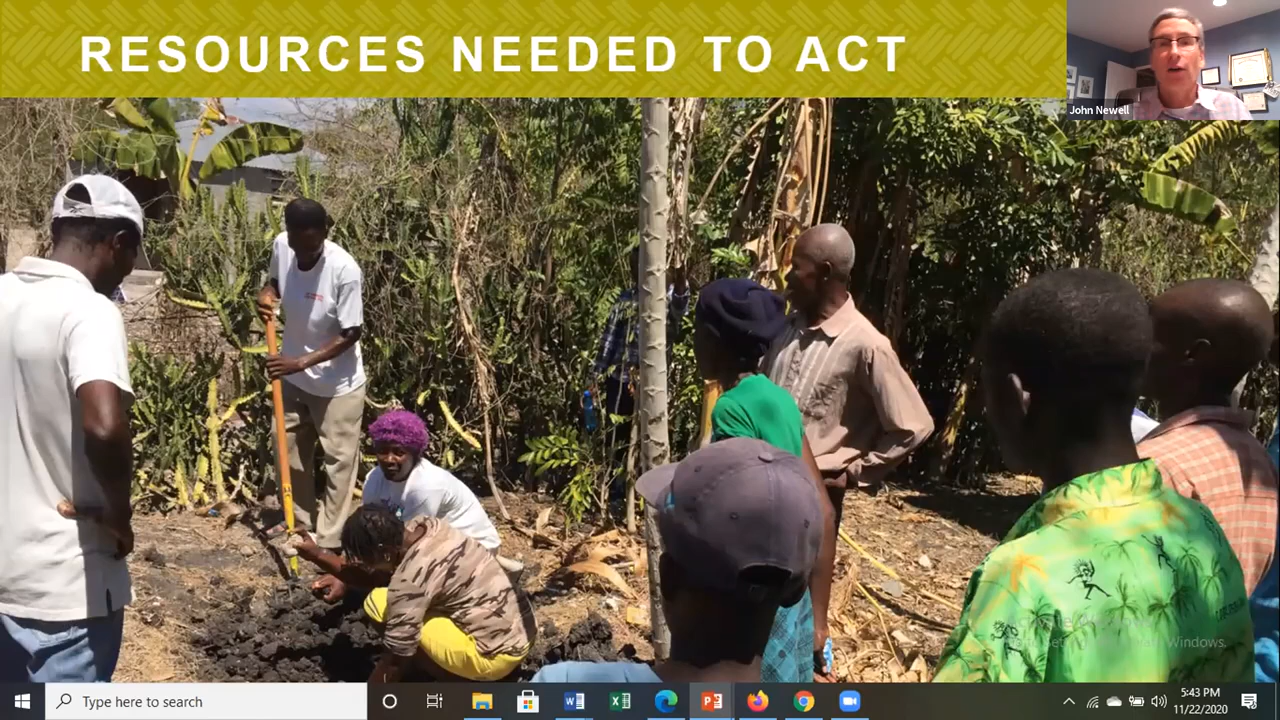 RESOURCES NEEDED TO ACT
John Newell
Type here to search
5:43 PM
11/22/2020